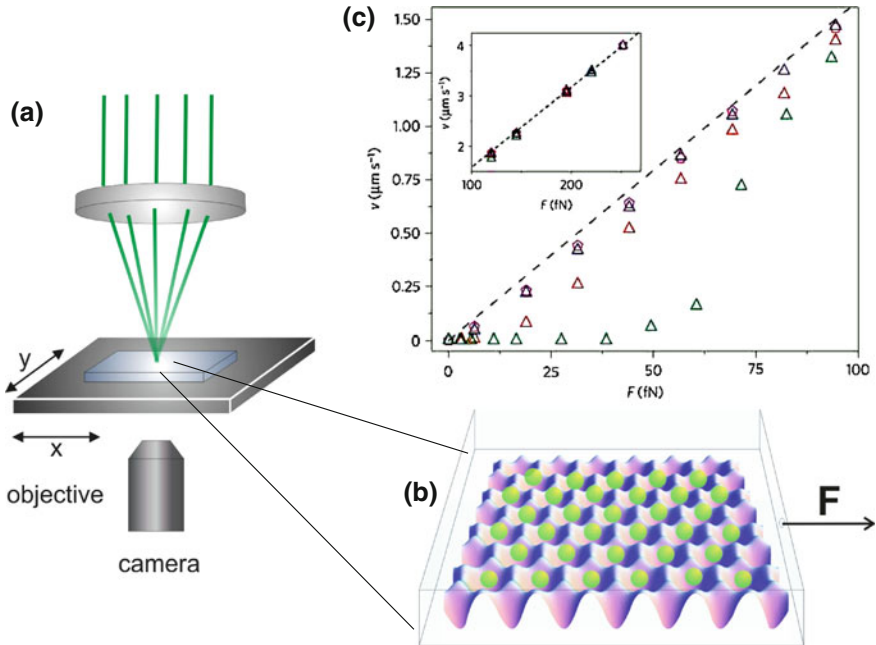 (a)
y
x
objective
camera
(c)
1.50
1.25
1.00
0.75
0.50
0.25
0
v (μm s⁻¹)
0
25
50
75
100
F (fN)
4
3
2
v (μm s⁻¹)
100
200
F (fN)
(b)
F